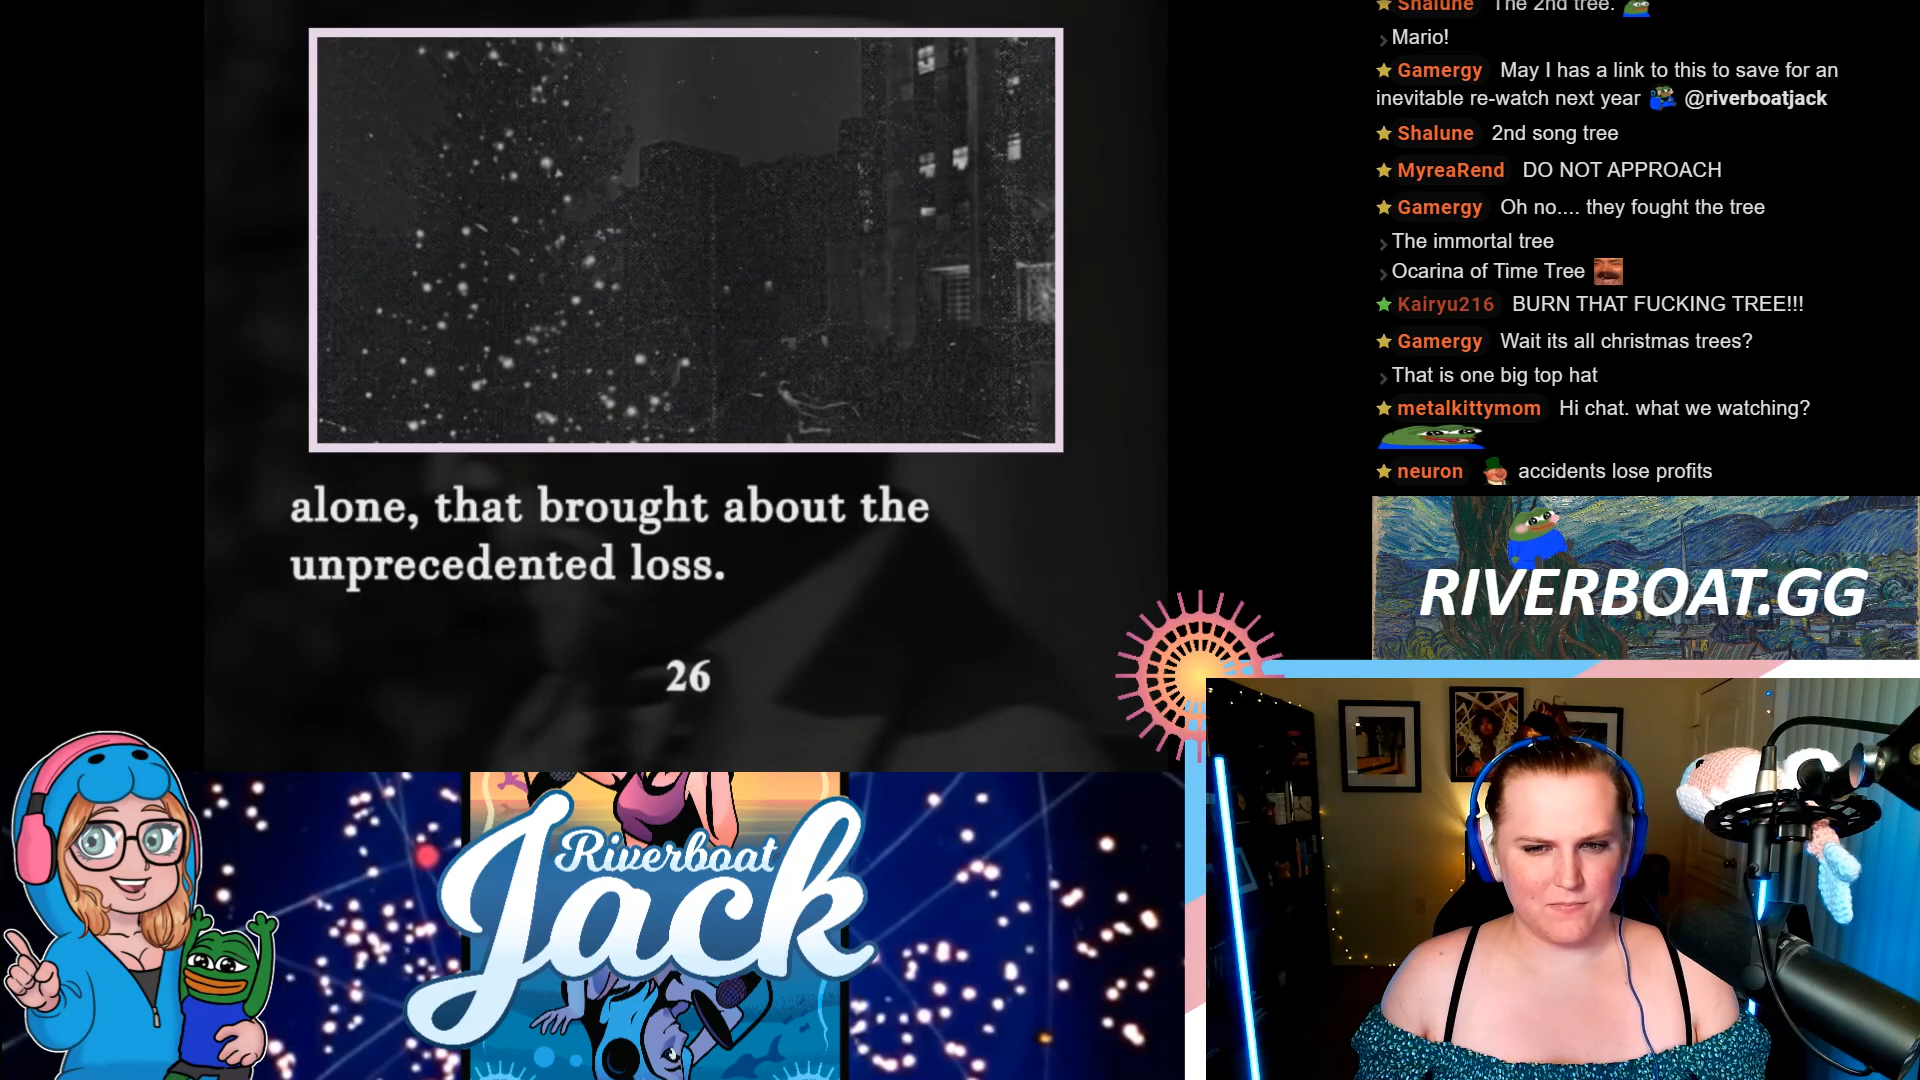 alone, that brought about the
unprecedented loss.
26
Shalune The 2nd tree.
Mario!
Gamergy May I has a link to this to save for an
inevitable re-watch next year @riverboatjack
Shalune 2nd song tree
MyreaRend DO NOT APPROACH
Gamergy Oh no.... they fought the tree
The immortal tree
Ocarina of Time Tree
Kairyu216 BURN THAT FUCKING TREE!!!
Gamergy Wait its all christmas trees?
That is one big top hat
metalkittymom Hi chat. what we watching?
neuron accidents lose profits
RIVERBOAT.GG
Riverboat
Jack